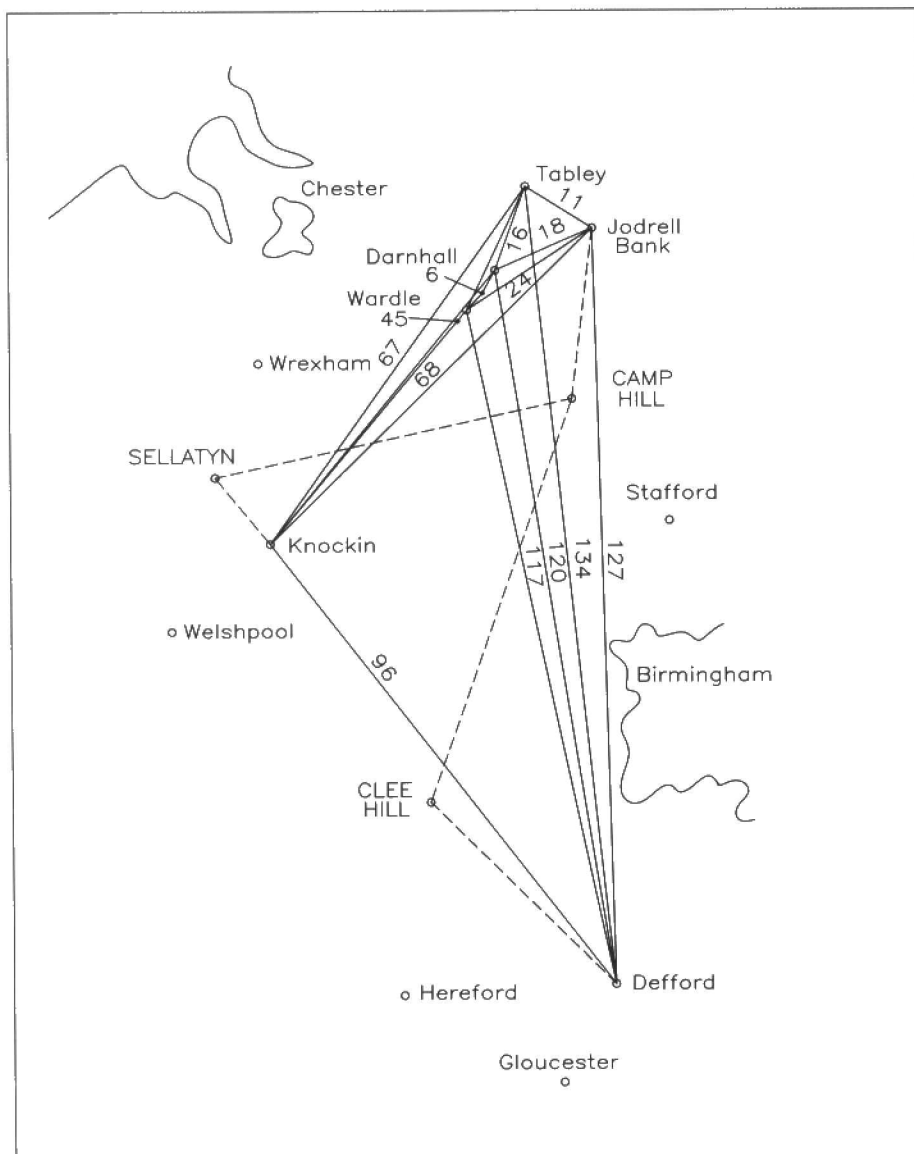 Tabley
11
Chester
18
Jodrell
Bank
16
Darnhall
6
24
Wardle
45
67
Wrexham
68
CAMP
HILL
SELLATYN
Stafford
Knockin
117
120
134
127
Welshpool
96
Birmingham
CLEE
HILL
Defford
Hereford
Gloucester